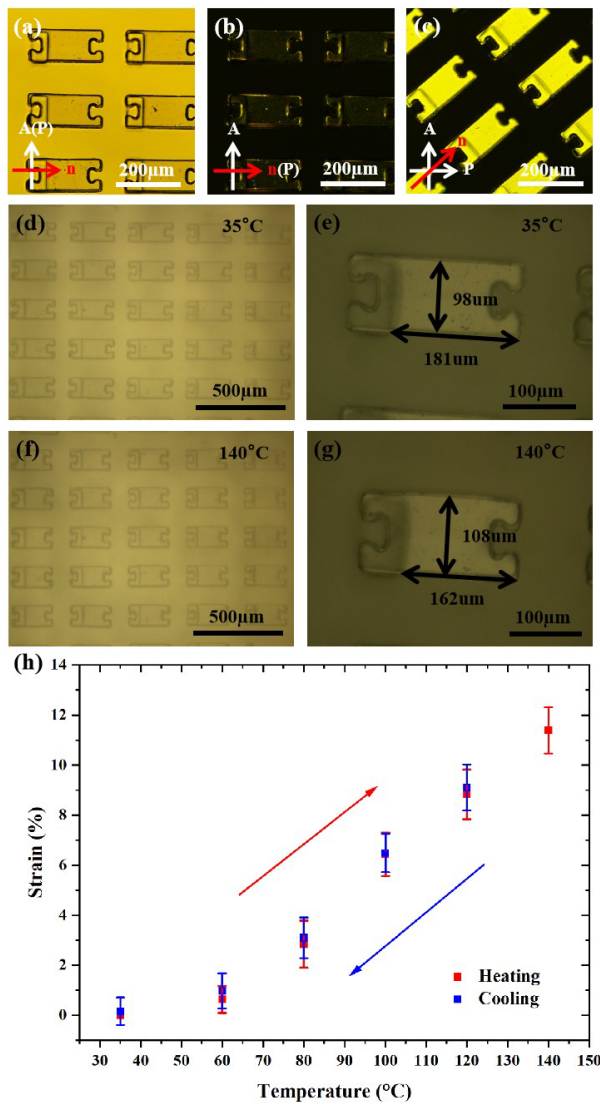 (a)
A(P)
n
200μm
(b)
A
n(P)
200μm
(c)
A
n
P
200μm
(d)
35°C
500μm
(e)
35°C
98um
181um
100μm
(f)
140°C
500μm
(g)
140°C
108um
162um
100μm
(h)
14
12
10
8
6
4
2
0
Strain (%)
Heating
Cooling
30 40 50 60 70 80 90 100 110 120 130 140 150
Temperature (°C)